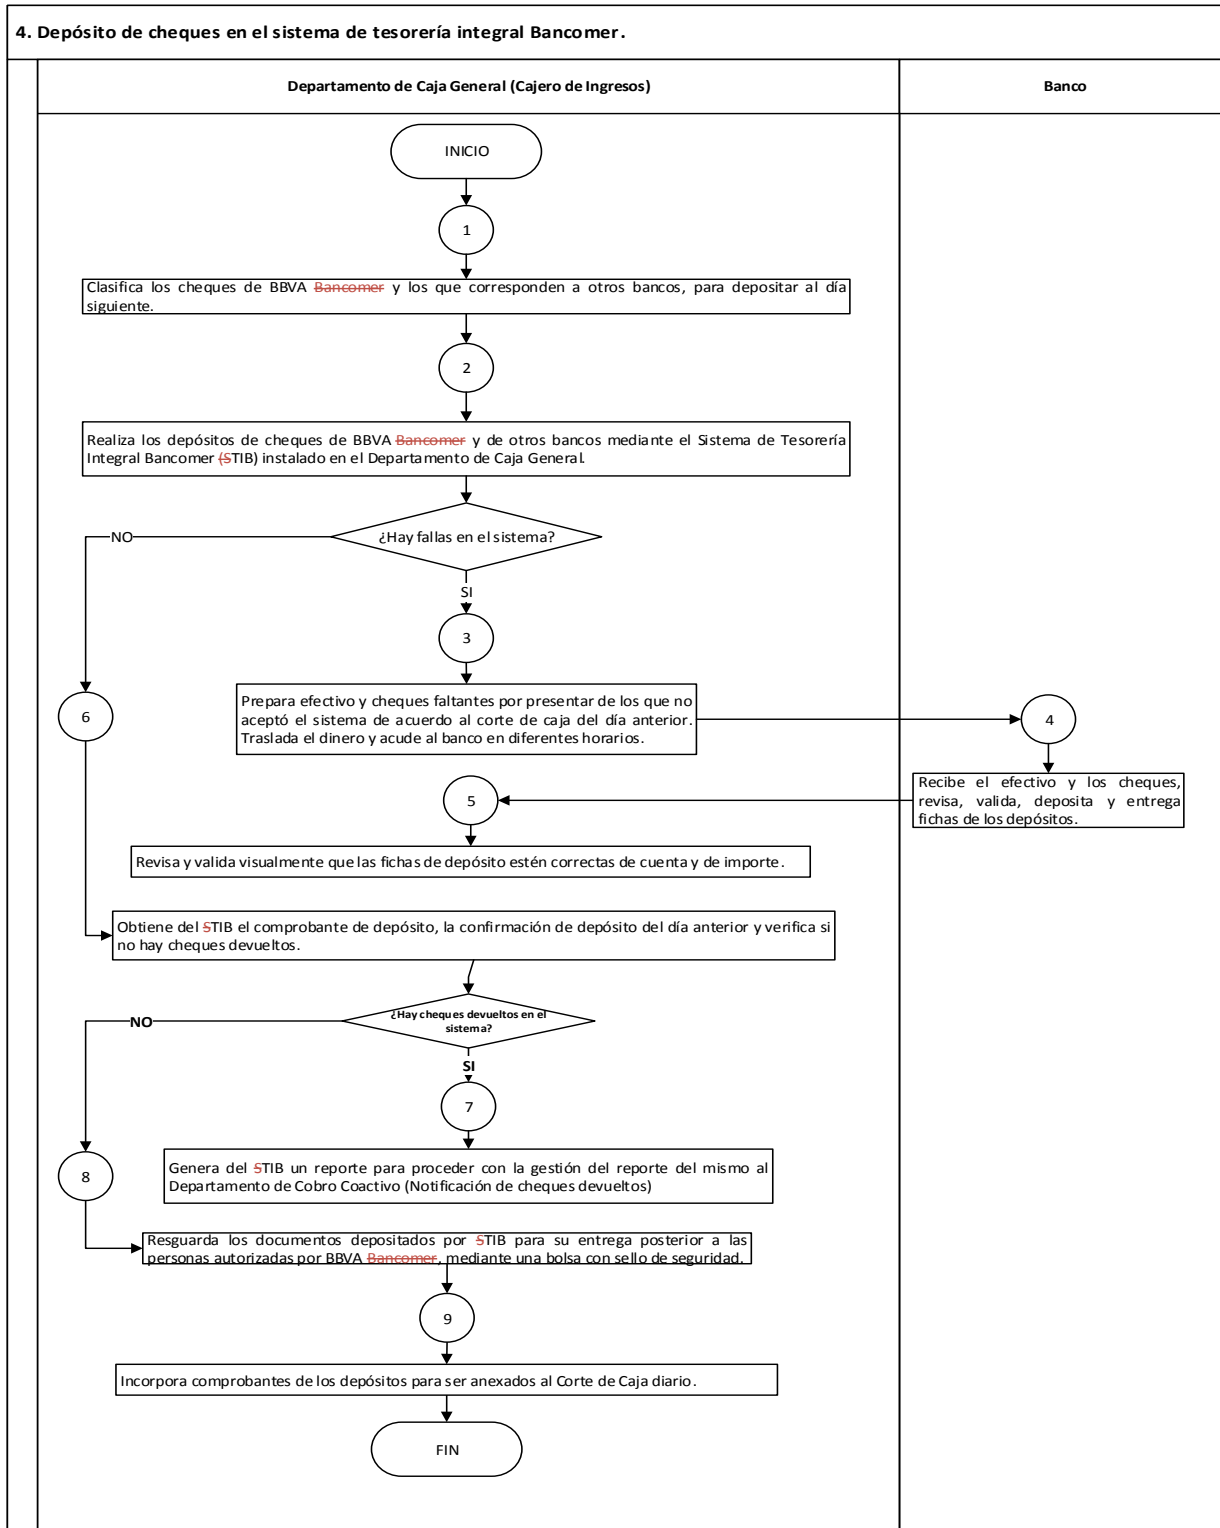 4. Depósito de cheques en el sistema de tesorería integral Bancomer.
Departamento de Caja General (Cajero de Ingresos)
Banco
INICIO
1
Clasifica los cheques de BBVA Bancomer y los que corresponden a otros bancos, para depositar al día
siguiente.
2
Realiza los depósitos de cheques de BBVA Bancomer y de otros bancos mediante el Sistema de Tesorería
Integral Bancomer (STIB) instalado en el Departamento de Caja General.
¿Hay fallas en el sistema?
NO
SI
3
6
Prepara efectivo y cheques faltantes por presentar de los que no
aceptó el sistema de acuerdo al corte de caja del día anterior.
Traslada el dinero y acude al banco en diferentes horarios.
4
Recibe el efectivo y los cheques,
revisa, valida, deposita y entrega
fichas de los depósitos.
5
Revisa y valida visualmente que las fichas de depósito estén correctas de cuenta y de importe.
Obtiene del STIB el comprobante de depósito, la confirmación de depósito del día anterior y verifica si
no hay cheques devueltos.
¿Hay cheques devueltos en el
sistema?
NO
SI
7
Genera del STIB un reporte para proceder con la gestión del reporte del mismo al
Departamento de Cobro Coactivo (Notificación de cheques devueltos)
8
Resguarda los documentos depositados por STIB para su entrega posterior a las
personas autorizadas por BBVA Bancomer, mediante una bolsa con sello de seguridad.
9
Incorpora comprobantes de los depósitos para ser anexados al Corte de Caja diario.
FIN